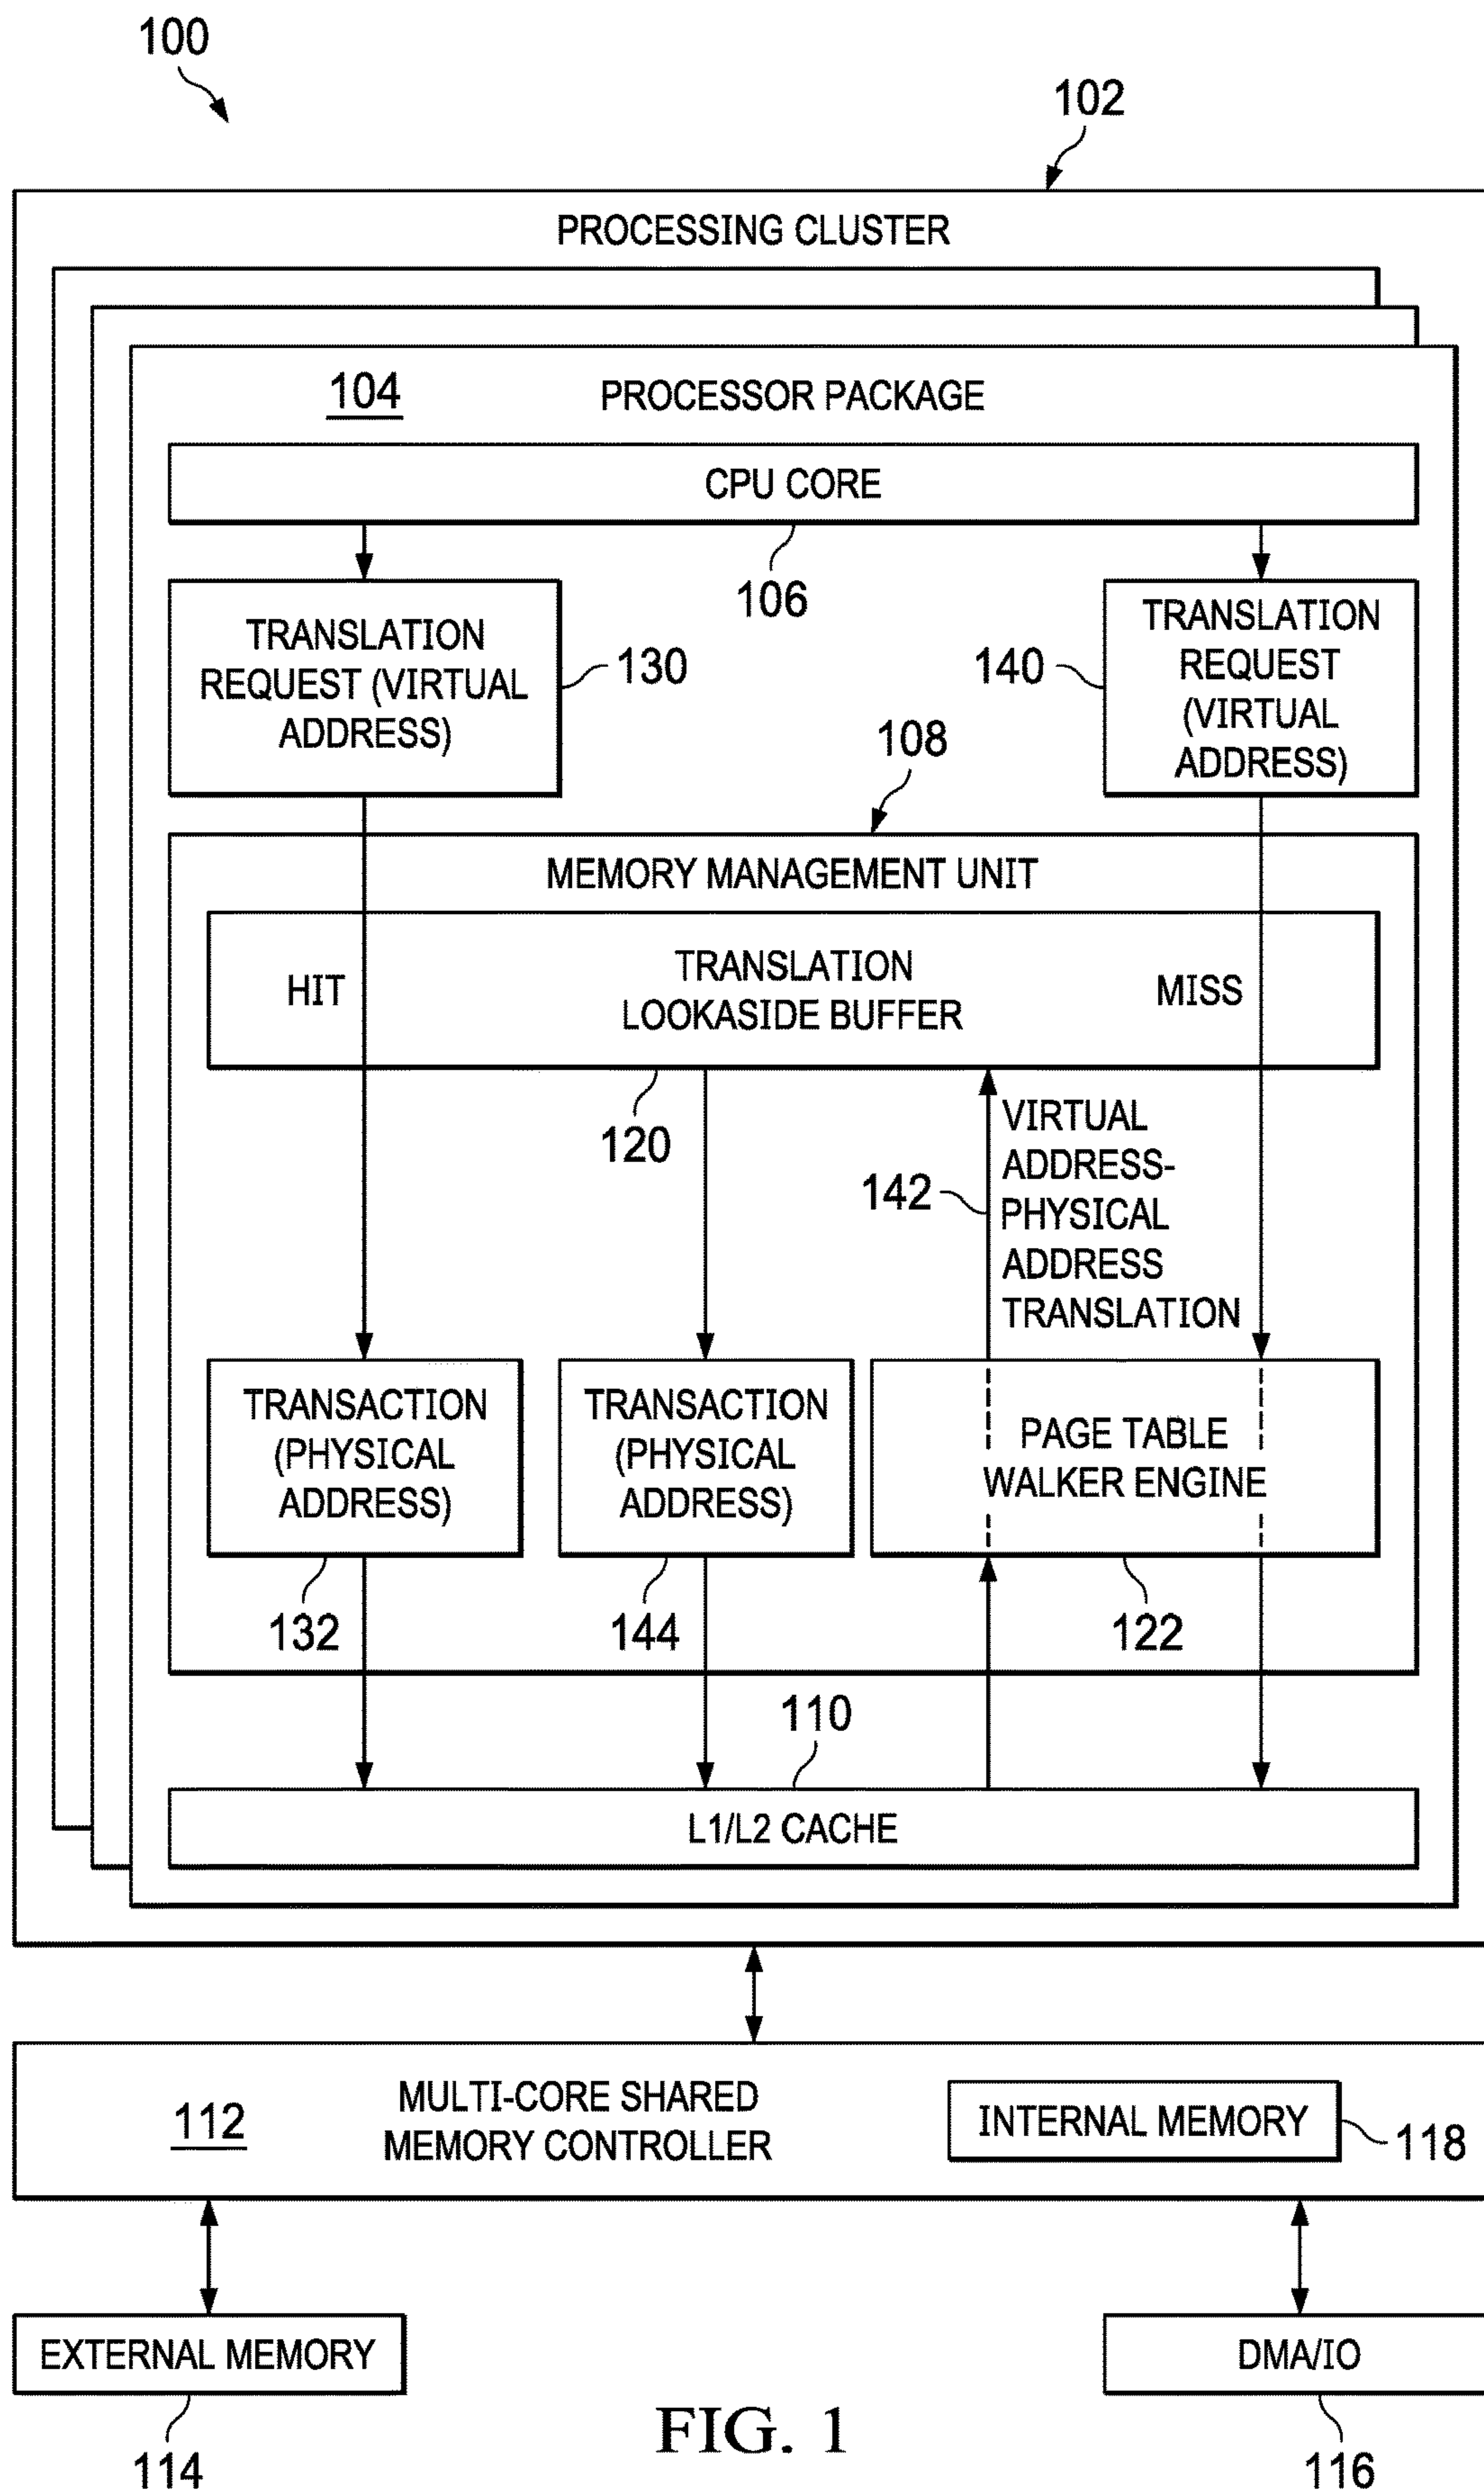 100
102
PROCESSING CLUSTER
104
PROCESSOR PACKAGE
CPU CORE
106
TRANSLATION
REQUEST (VIRTUAL
ADDRESS)
130
140
TRANSLATION
REQUEST
(VIRTUAL
ADDRESS)
108
MEMORY MANAGEMENT UNIT
HIT
TRANSLATION
LOOKASIDE BUFFER
MISS
120
142
VIRTUAL
ADDRESS-
PHYSICAL
ADDRESS
TRANSLATION
TRANSACTION
(PHYSICAL
ADDRESS)
TRANSACTION
(PHYSICAL
ADDRESS)
PAGE TABLE
WALKER ENGINE
132
144
122
110
L1/L2 CACHE
112
MULTI-CORE SHARED
MEMORY CONTROLLER
INTERNAL MEMORY
118
EXTERNAL MEMORY
DMA/IO
114
FIG. 1
116